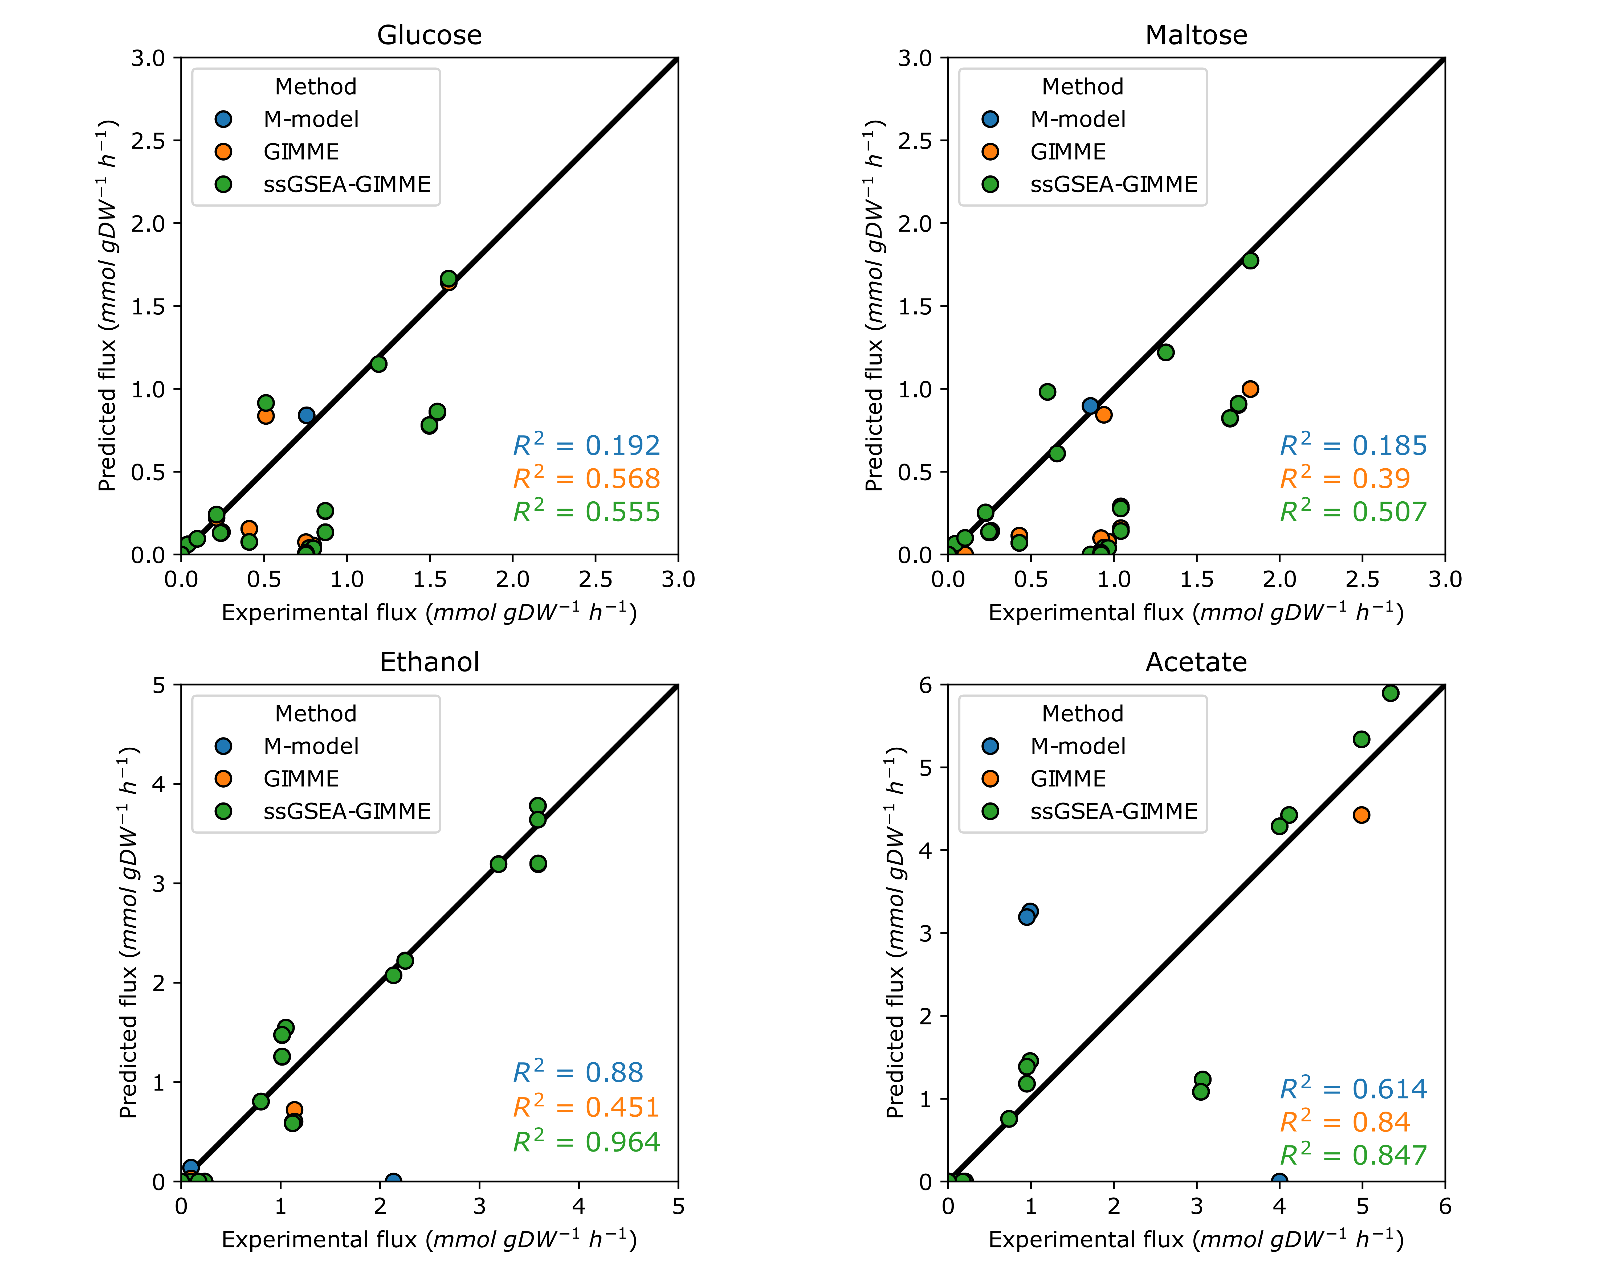 Glucose
3.0
2.5
2.0
1.5
1.0
0.5
0.0
Predicted flux (mmol gDW⁻¹ h⁻¹)
Method
M-model
GIMME
ssGSEA-GIMME
R² = 0.192
R² = 0.568
R² = 0.555
0.0 0.5 1.0 1.5 2.0 2.5 3.0
Experimental flux (mmol gDW⁻¹ h⁻¹)
Maltose
3.0
2.5
2.0
1.5
1.0
0.5
0.0
Predicted flux (mmol gDW⁻¹ h⁻¹)
Method
M-model
GIMME
ssGSEA-GIMME
R² = 0.185
R² = 0.39
R² = 0.507
0.0 0.5 1.0 1.5 2.0 2.5 3.0
Experimental flux (mmol gDW⁻¹ h⁻¹)
Ethanol
5
4
3
2
1
0
Predicted flux (mmol gDW⁻¹ h⁻¹)
Method
M-model
GIMME
ssGSEA-GIMME
R² = 0.88
R² = 0.451
R² = 0.964
0 1 2 3 4 5
Experimental flux (mmol gDW⁻¹ h⁻¹)
Acetate
6
5
4
3
2
1
0
Predicted flux (mmol gDW⁻¹ h⁻¹)
Method
M-model
GIMME
ssGSEA-GIMME
R² = 0.614
R² = 0.84
R² = 0.847
0 1 2 3 4 5 6
Experimental flux (mmol gDW⁻¹ h⁻¹)